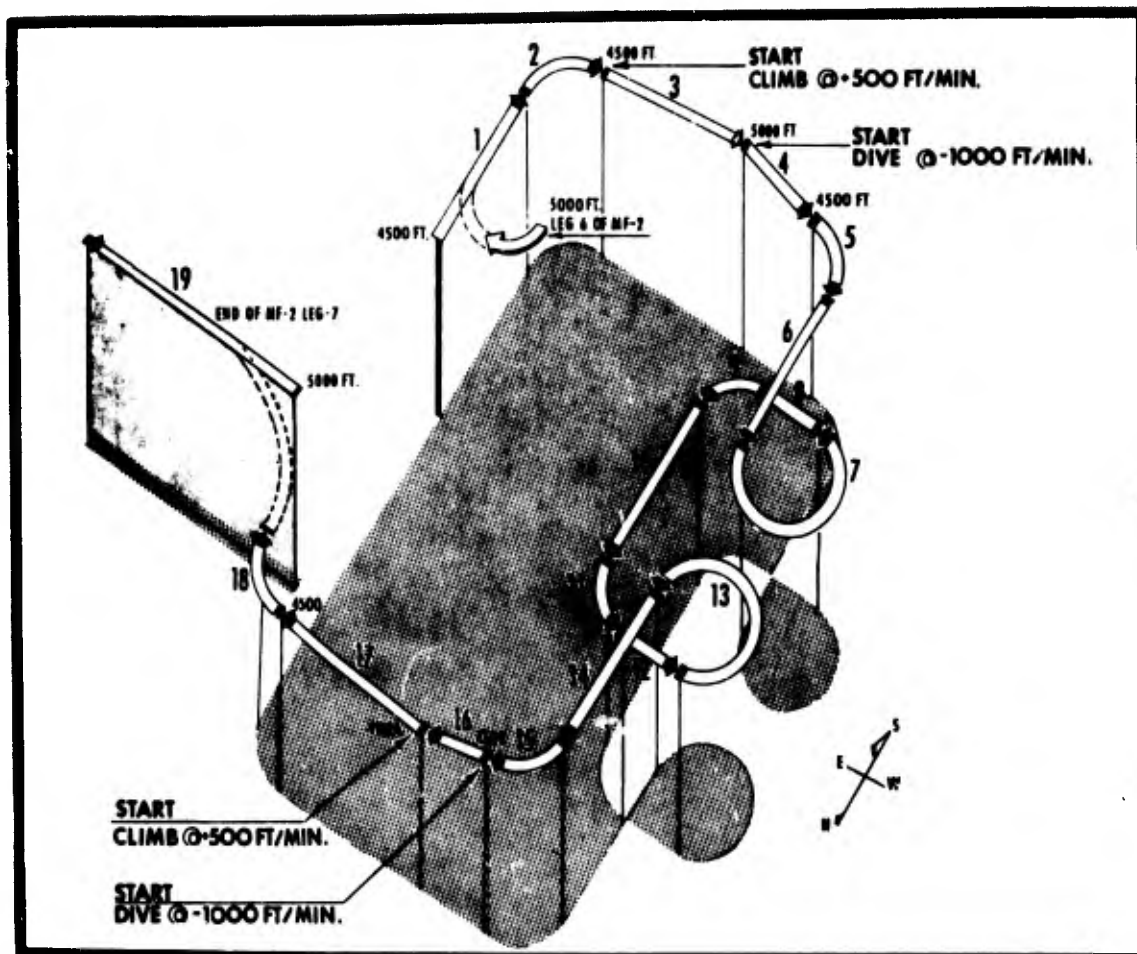 2
4500 FT.
START
CLIMB @+500 FT/MIN.
3
1
5000 FT
START
DIVE @-1000 FT/MIN.
4
4500 FT
5000 FT.
LEG 6 OF MF-2
4500 FT.
5
19
END OF MF-2 LEG-7
6
5000 FT.
7
13
18
4500
17
16
S
E
W
N
START
CLIMB @+500 FT/MIN.
START
DIVE @-1000 FT/MIN.